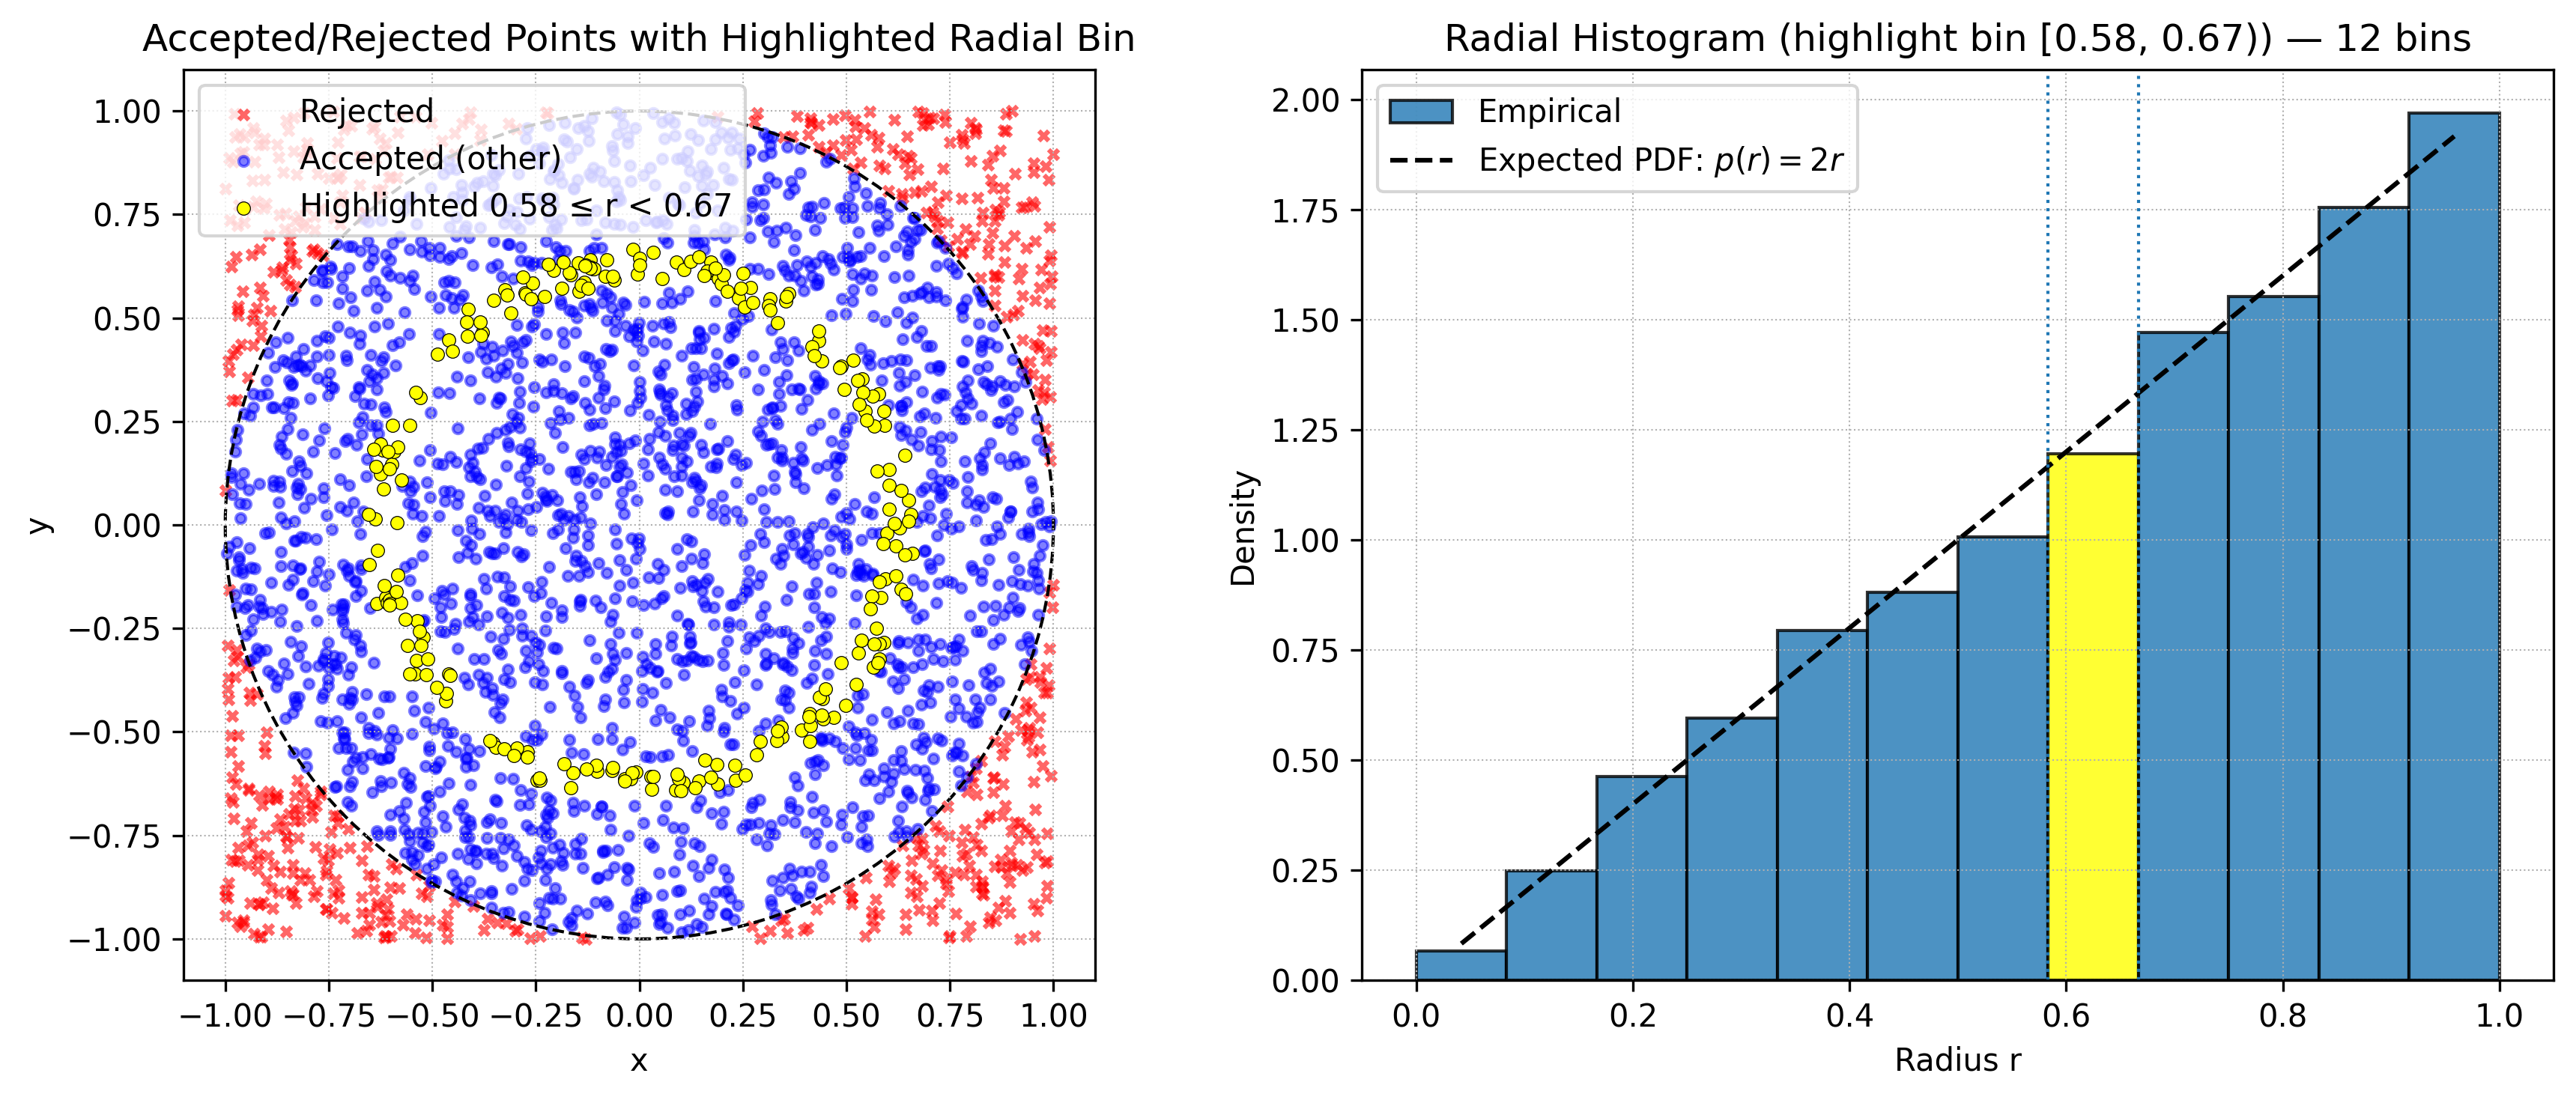 Accepted/Rejected Points with Highlighted Radial Bin
Rejected
Accepted (other)
Highlighted 0.58 ≤ r < 0.67
1.00
0.75
0.50
0.25
0.00
−0.25
−0.50
−0.75
−1.00
y
−1.00 −0.75 −0.50 −0.25 0.00 0.25 0.50 0.75 1.00
x
Radial Histogram (highlight bin [0.58, 0.67)) — 12 bins
Empirical
Expected PDF: p(r) = 2r
2.00
1.75
1.50
1.25
1.00
0.75
0.50
0.25
0.00
Density
0.0 0.2 0.4 0.6 0.8 1.0
Radius r